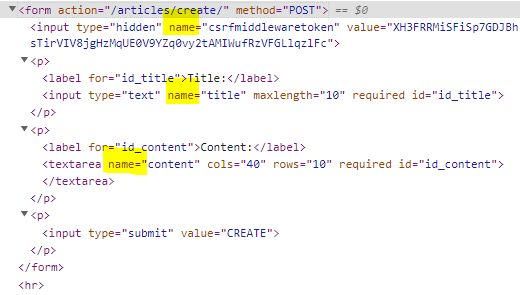 ▼<form action="/articles/create/" method="POST"> == $0
<input type="hidden" name="csrfmiddlewaretoken" value="XH3FRRMiSFiSp7GDJBh
sTirVIV8jgHzMqUE0V9YZq0vy2tAMIWufRzVFGLlqzlFc">
▼<p>
<label for="id_title">Title:</label>
<input type="text" name="title" maxlength="10" required id="id_title">
</p>
▼<p>
<label for="id_content">Content:</label>
<textarea name="content" cols="40" rows="10" required id="id_content">
</textarea>
</p>
▼<p>
<input type="submit" value="CREATE">
</p>
</form>
<hr>